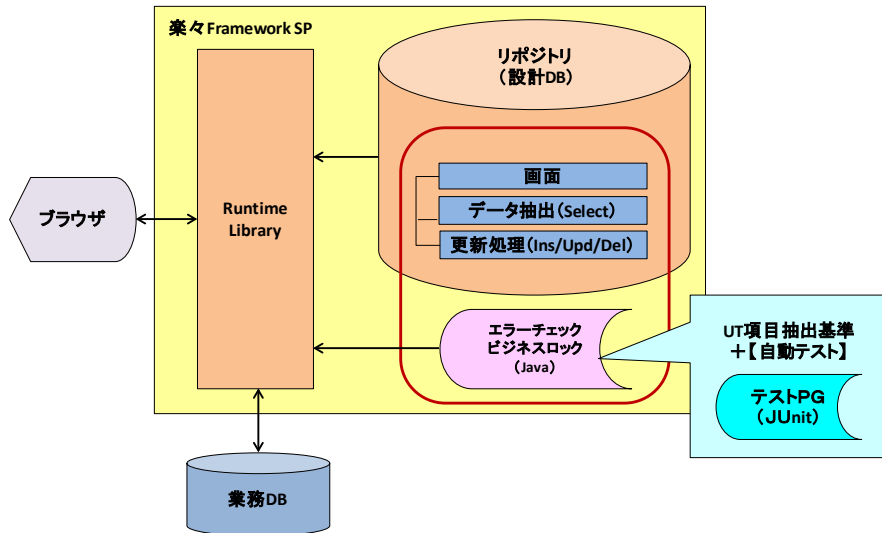 楽々Framework SP
リポジトリ
(設計DB)
画面
データ抽出(Select)
更新処理(Ins/Upd/Del)
ブラウザ
Runtime
Library
エラーチェック
ビジネスロック
(Java)
UT項目抽出基準
+【自動テスト】
テストPG
(JUnit)
業務DB